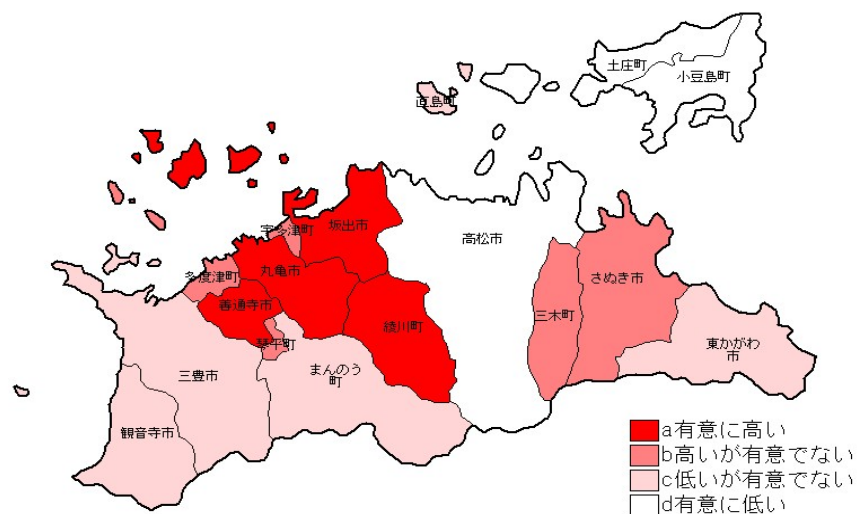 土庄町
小豆島町
直島町
宇多津町
坂出市
高松市
多度津町
丸亀市
さぬき市
善通寺市
綾川町
三木町
琴平町
東かがわ
市
まんのう
町
三豊市
観音寺市
a有意に高い
b高いが有意でない
c低いが有意でない
d有意に低い